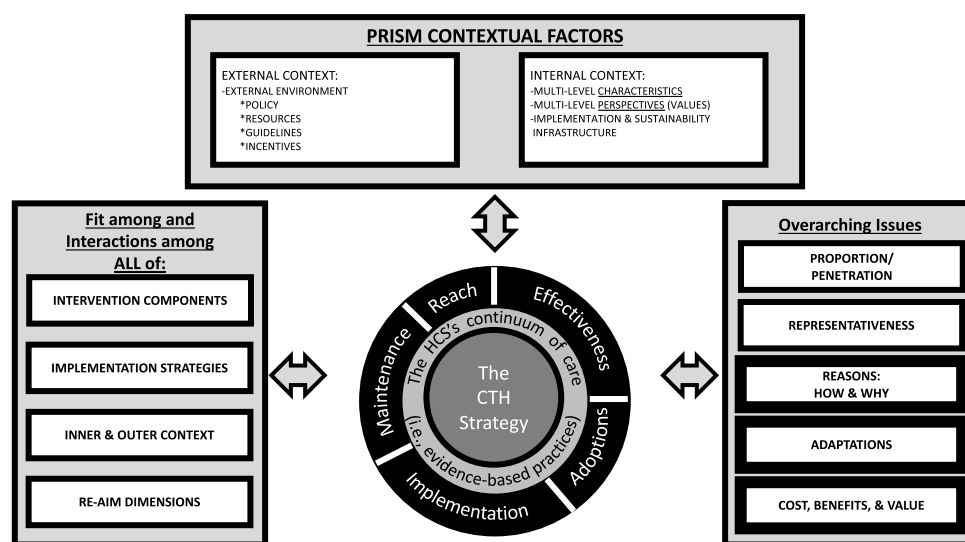 PRISM CONTEXTUAL FACTORS
EXTERNAL CONTEXT:
-EXTERNAL ENVIRONMENT
*POLICY
*RESOURCES
*GUIDELINES
*INCENTIVES
INTERNAL CONTEXT:
-MULTI-LEVEL CHARACTERISTICS
-MULTI-LEVEL PERSPECTIVES (VALUES)
-IMPLEMENTATION & SUSTAINABILITY
INFRASTRUCTURE
Fit among and
Interactions among
ALL of:
INTERVENTION COMPONENTS
IMPLEMENTATION STRATEGIES
INNER & OUTER CONTEXT
RE-AIM DIMENSIONS
Reach
Effectiveness
Adoptions
Implementation
Maintenance
The HCS's continuum of care
(i.e., evidence-based practices)
The
CTH
Strategy
Overarching Issues
PROPORTION/
PENETRATION
REPRESENTATIVENESS
REASONS:
HOW & WHY
ADAPTATIONS
COST, BENEFITS, & VALUE